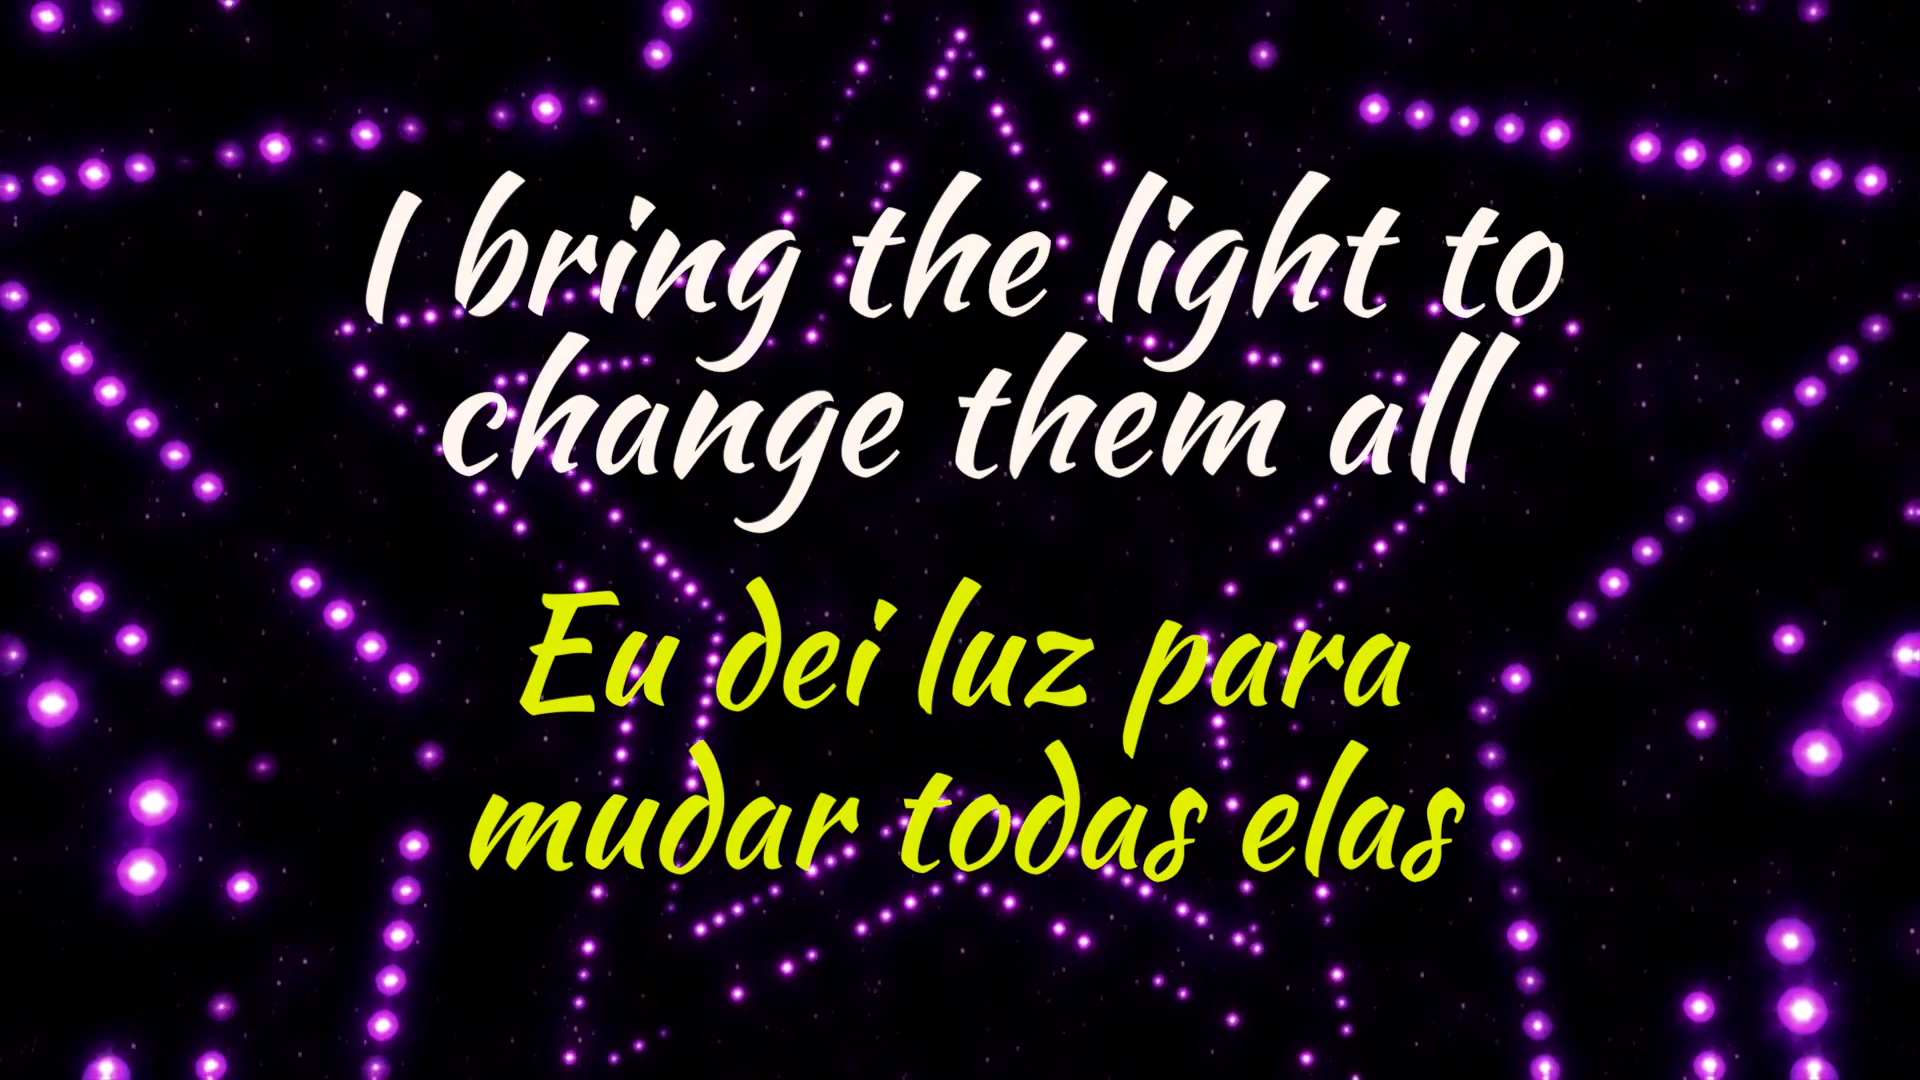 I bring the light to
change them all
Eu dei luz para
mudar todas elas